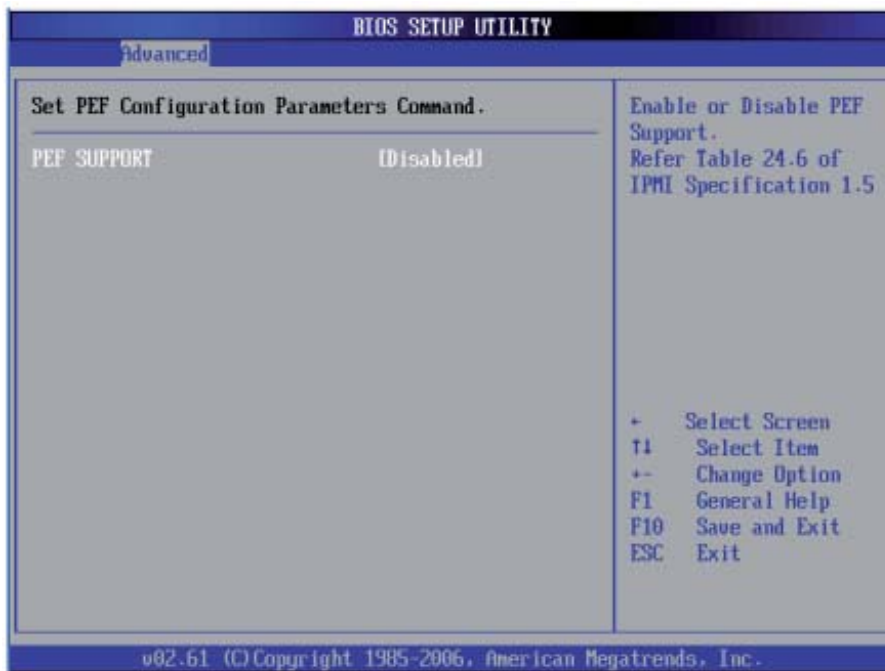 BIOS SETUP UTILITY
Advanced
Set PEF Configuration Parameters Command.
PEF SUPPORT [Disabled]
Enable or Disable PEF
Support.
Refer Table 24.6 of
IPMI Specification 1.5
← Select Screen
↑↓ Select Item
+- Change Option
F1 General Help
F10 Save and Exit
ESC Exit
v02.61 (C)Copyright 1985-2006, American Megatrends, Inc.